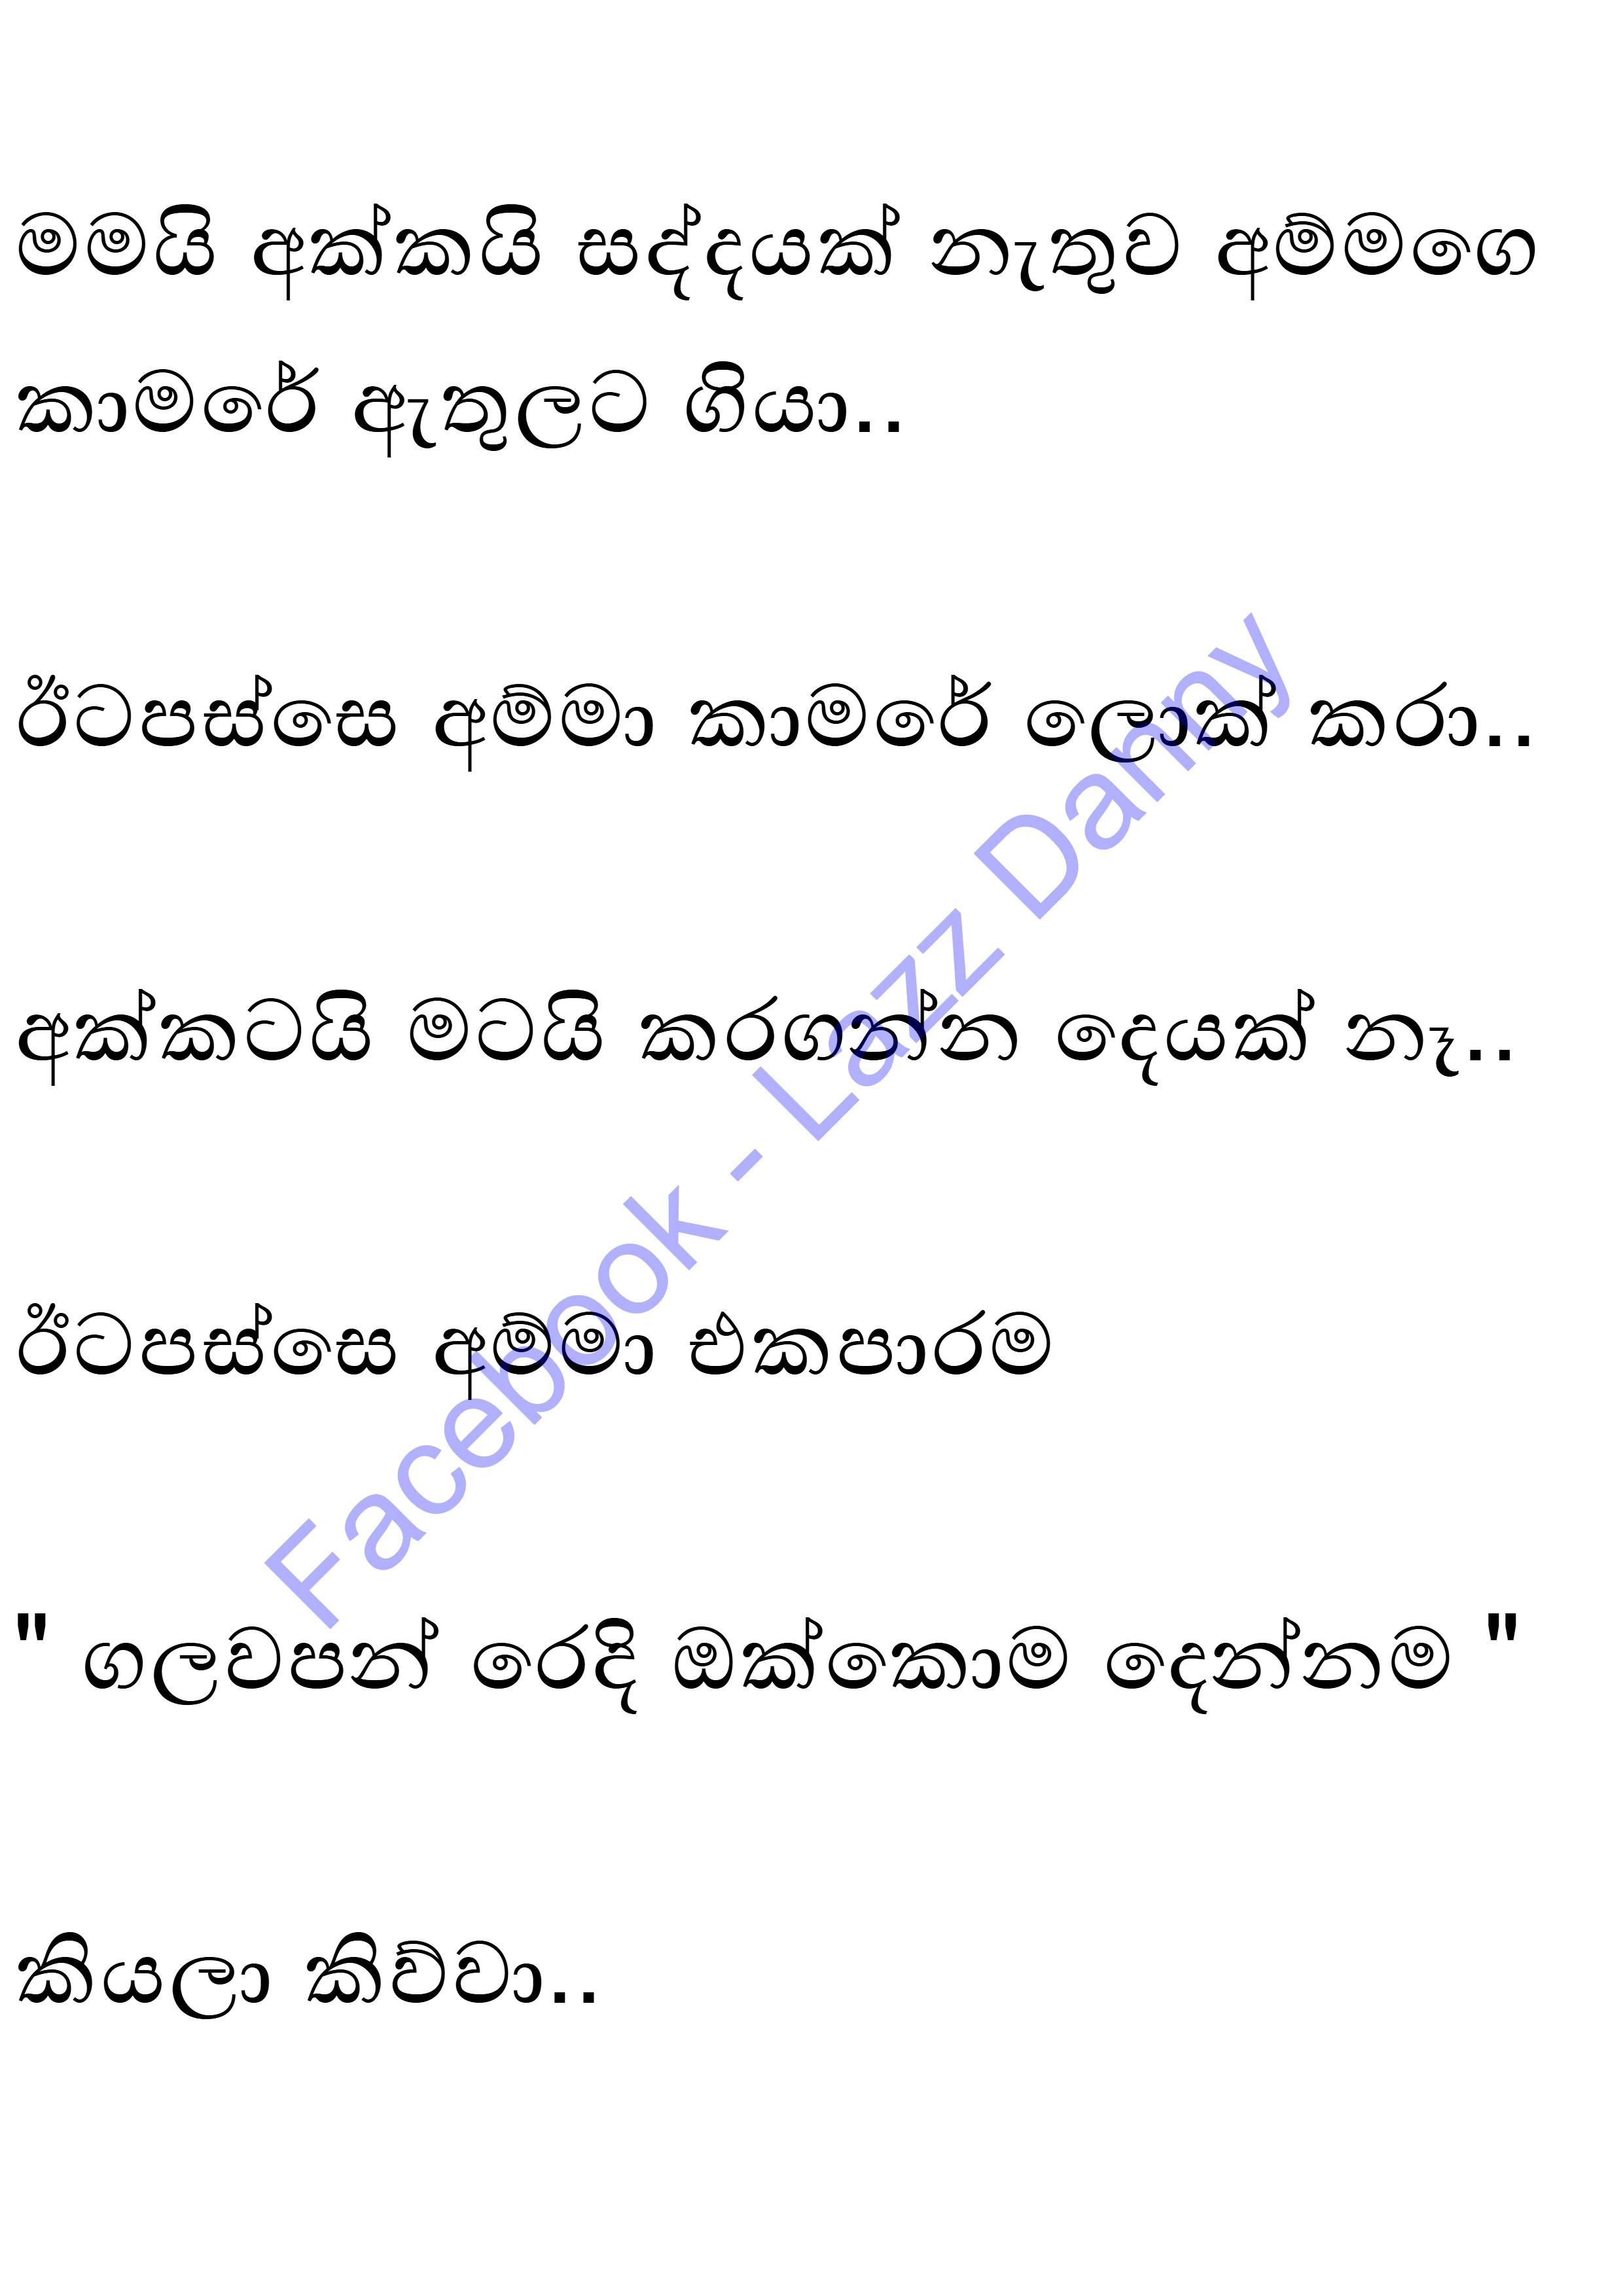 මමයි අක්කයි සද්දයක් නැතුව අම්මගෙ
කාමරේ ඇතුලට ගියා..
ඊටපස්සෙ අම්මා කාමරේ ලොක් කරා..
අක්කටයි මටයි කරගන්න දෙයක් නෑ..
ඊටපස්සෙ අම්මා එකපාරම
" ගලවපන් රෙදි ඔක්කොම දෙන්නම "
කියලා කිව්වා..
Facebook - Lazz Danny